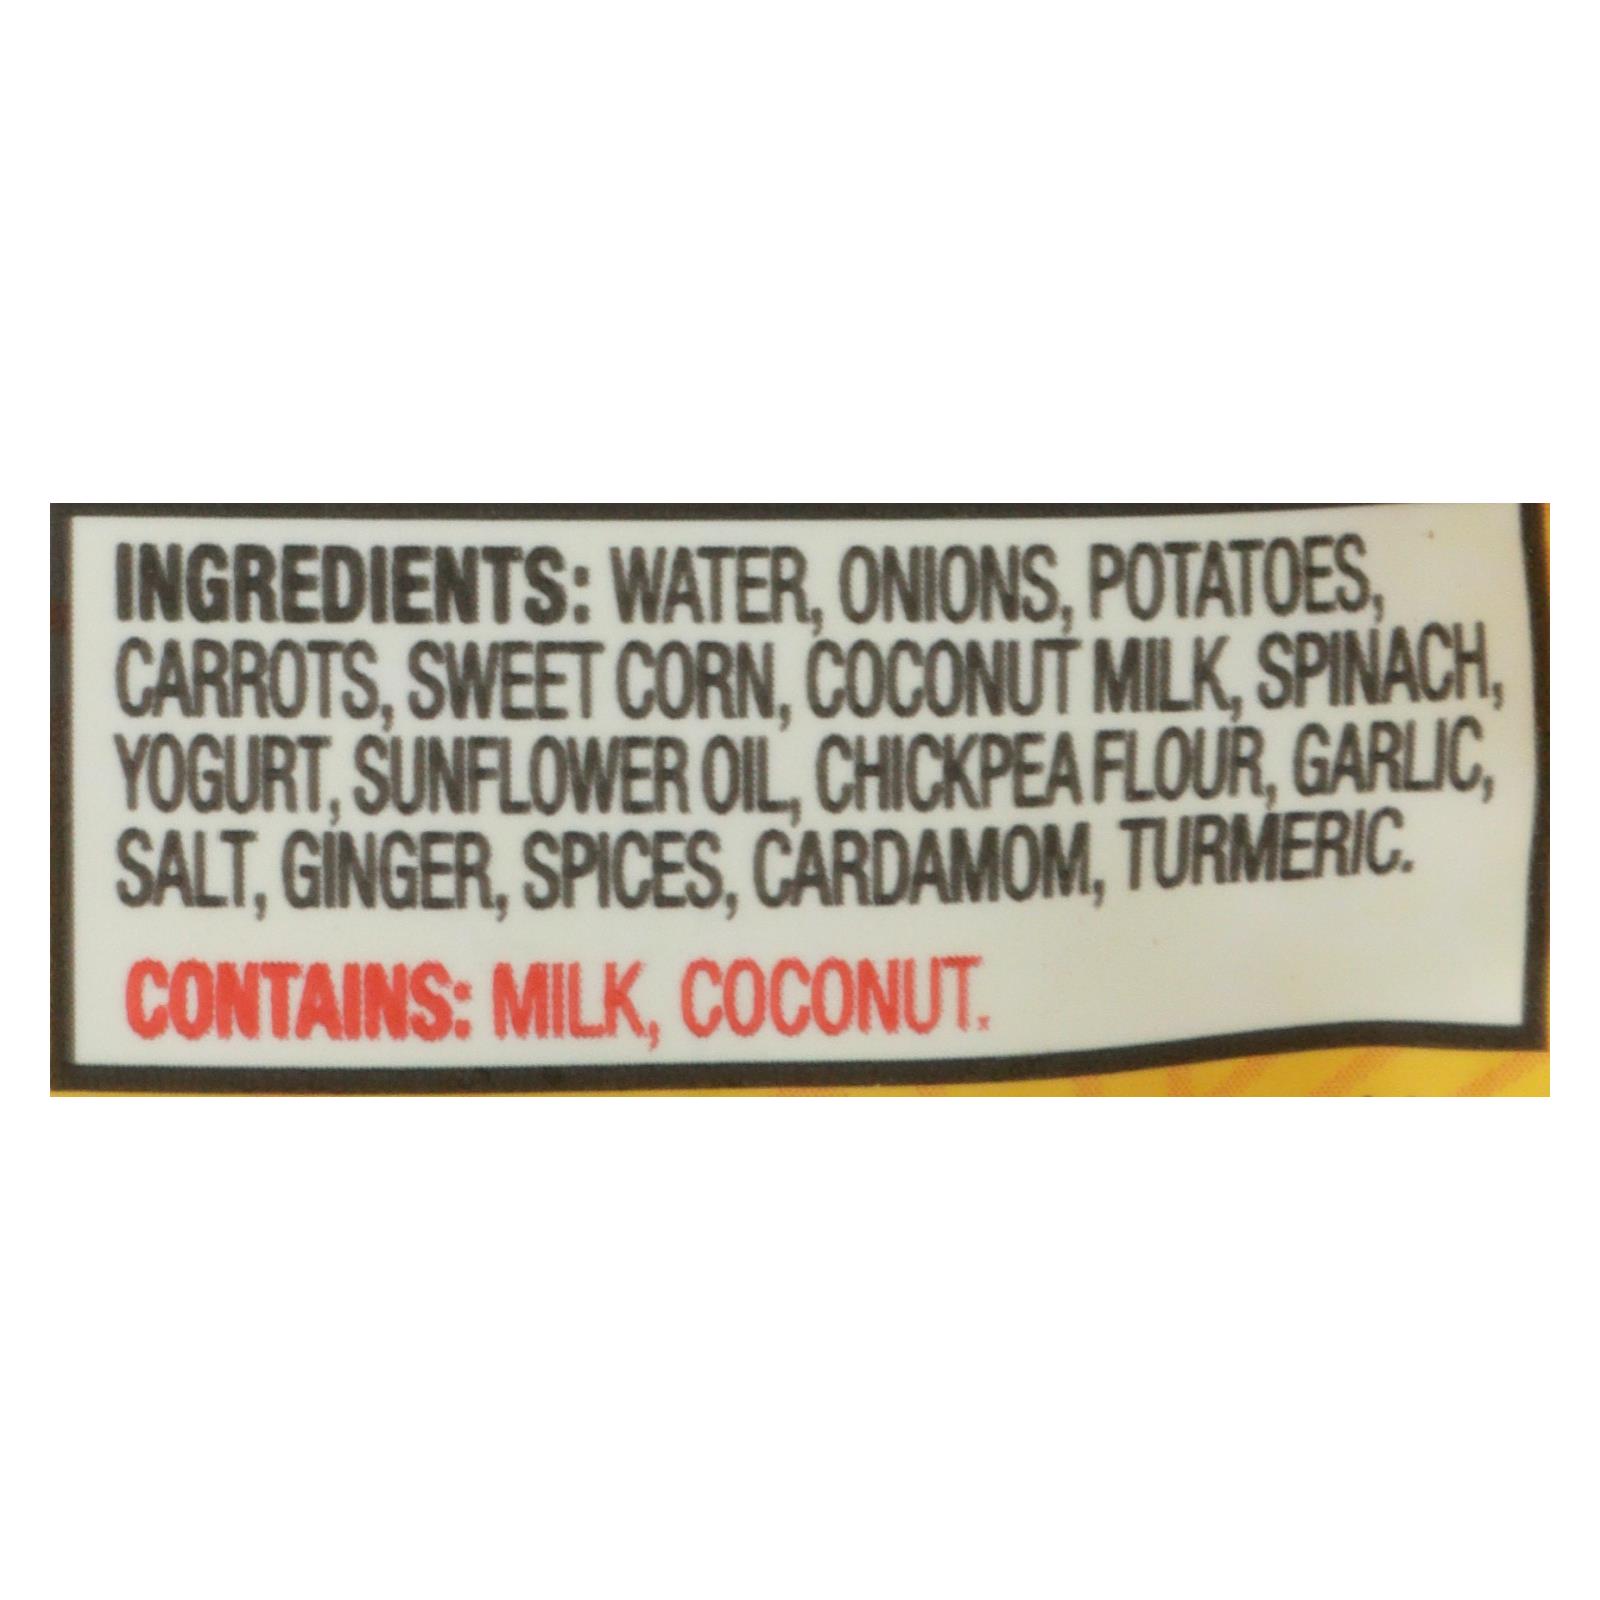 INGREDIENTS: WATER, ONIONS, POTATOES,
CARROTS, SWEET CORN, COCONUT MILK, SPINACH,
YOGURT, SUNFLOWER OIL, CHICKPEA FLOUR, GARLIC,
SALT, GINGER, SPICES, CARDAMOM, TURMERIC.
CONTAINS: MILK, COCONUT.